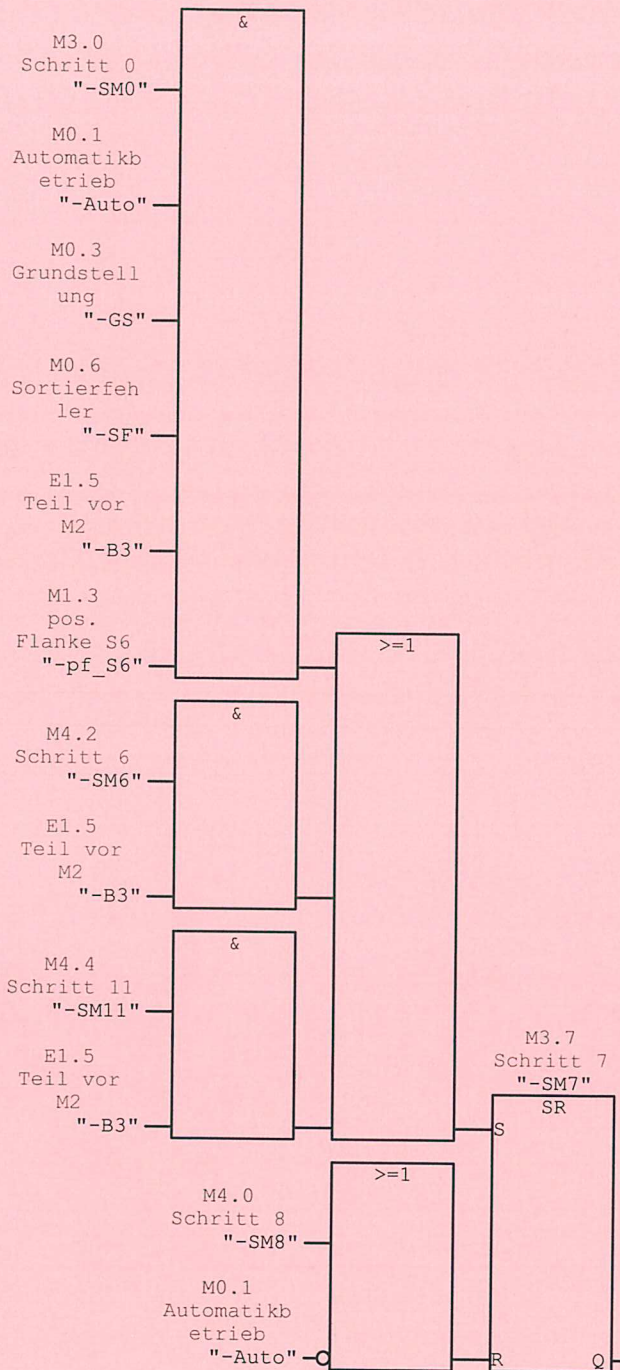 &
M3.0
Schritt 0
"-SM0"
M0.1
Automatikb
etrieb
"-Auto"
M0.3
Grundstell
ung
"-GS"
M0.6
Sortierfeh
ler
"-SF"
E1.5
Teil vor
M2
"-B3"
M1.3
pos.
Flanke S6
"-pf_S6"
>=1
&
M4.2
Schritt 6
"-SM6"
E1.5
Teil vor
M2
"-B3"
&
M4.4
Schritt 11
"-SM11"
E1.5
Teil vor
M2
"-B3"
M3.7
Schritt 7
"-SM7"
SR
S
>=1
M4.0
Schritt 8
"-SM8"
M0.1
Automatikb
etrieb
"-Auto"
R
Q